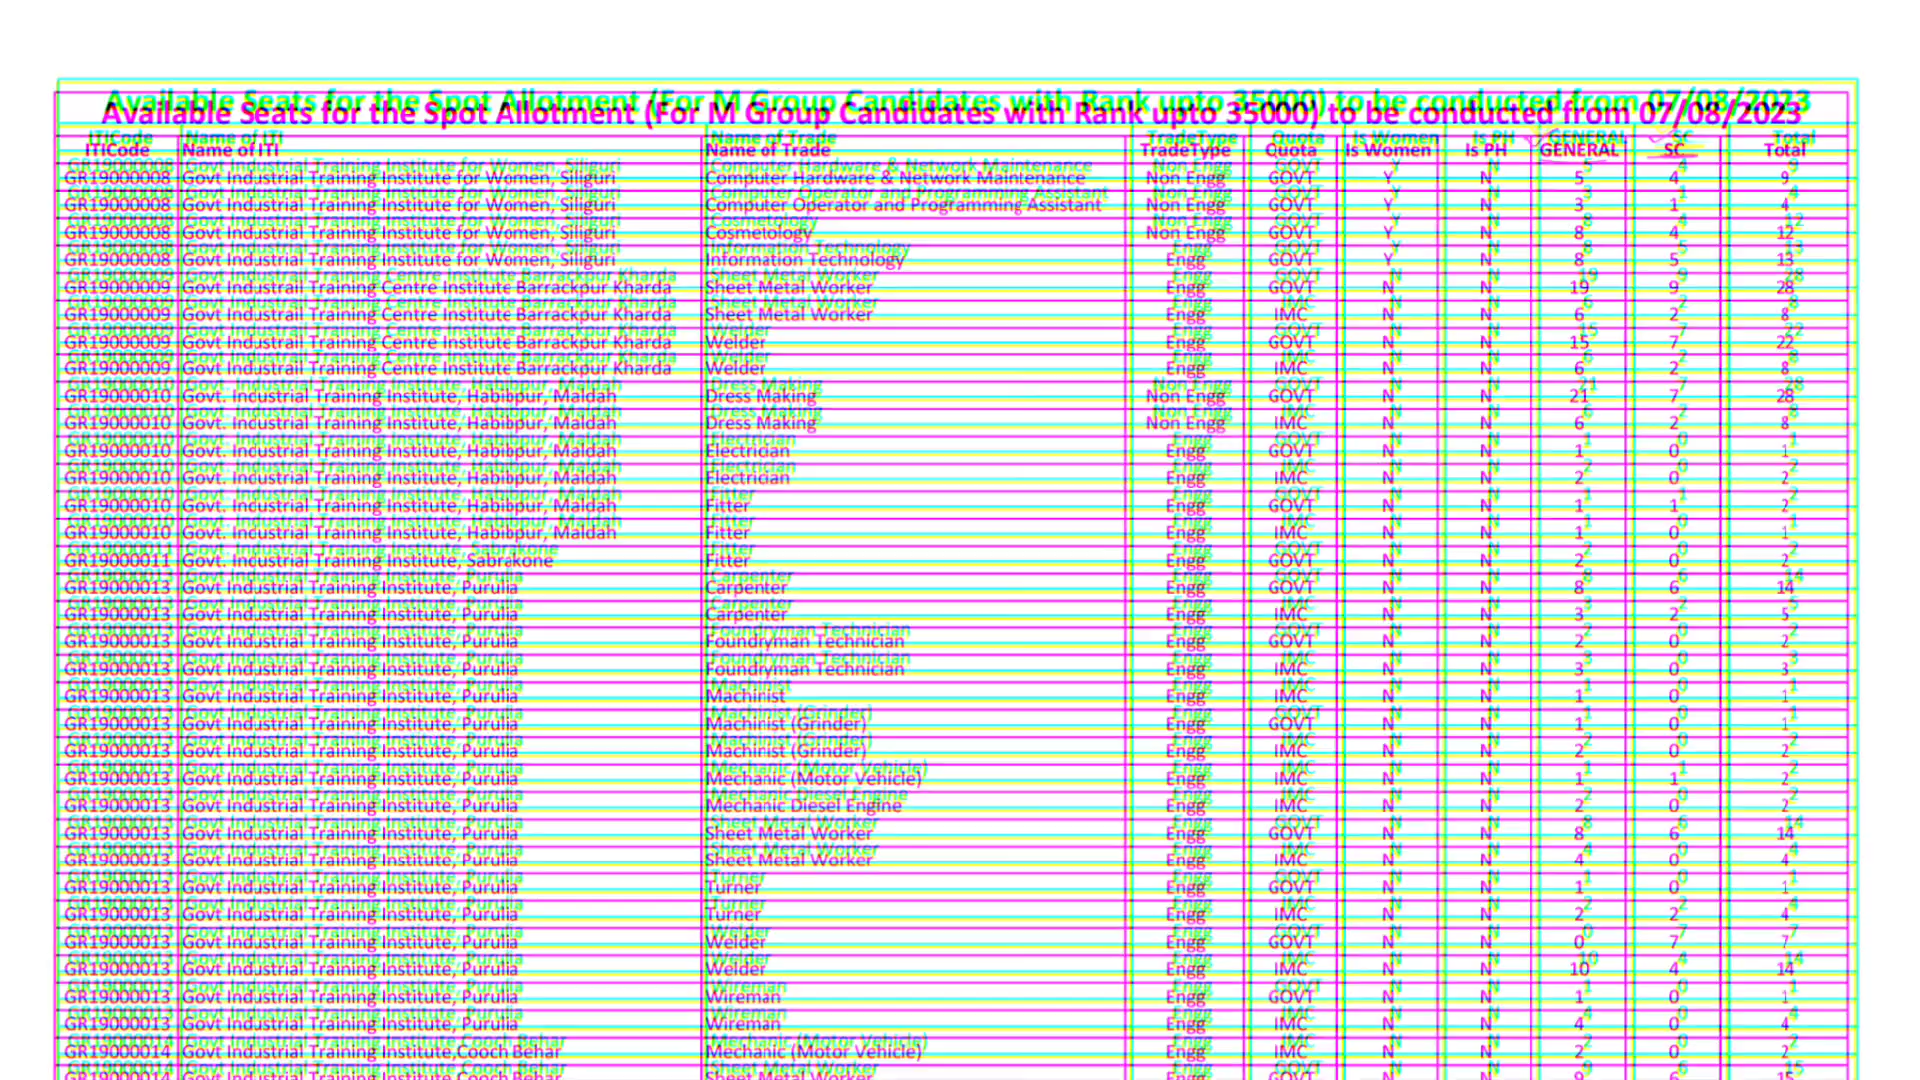 Available Seats for the Spot Allotment (For M Group Candidates with Rank upto 35000) to be conducted from 07/08/2023
ITICode Name of ITI Name of Trade TradeType Quota Is Women Is PH GENERAL SC Total
GR19000008 Govt Industrial Training Institute for Women, Siliguri Computer Hardware & Network Maintenance Non Engg GOVT Y N 5 4 9
GR19000008 Govt Industrial Training Institute for Women, Siliguri Computer Operator and Programming Assistant Non Engg GOVT Y N 3 1 4
GR19000008 Govt Industrial Training Institute for Women, Siliguri Cosmetology Non Engg GOVT Y N 8 4 12
GR19000008 Govt Industrial Training Institute for Women, Siliguri Information Technology Engg GOVT Y N 8 5 13
GR19000009 Govt Industrail Training Centre Institute Barrackpur Kharda Sheet Metal Worker Engg GOVT N N 19 9 28
GR19000009 Govt Industrail Training Centre Institute Barrackpur Kharda Sheet Metal Worker Engg IMC N N 6 2 8
GR19000009 Govt Industrail Training Centre Institute Barrackpur Kharda Welder Engg GOVT N N 15 7 22
GR19000009 Govt Industrail Training Centre Institute Barrackpur Kharda Welder Engg IMC N N 6 2 8
GR19000010 Govt. Industrial Training Institute, Habibpur, Maldah Dress Making Non Engg GOVT N N 21 7 28
GR19000010 Govt. Industrial Training Institute, Habibpur, Maldah Dress Making Non Engg IMC N N 6 2 8
GR19000010 Govt. Industrial Training Institute, Habibpur, Maldah Electrician Engg GOVT N N 1 0 1
GR19000010 Govt. Industrial Training Institute, Habibpur, Maldah Electrician Engg IMC N N 2 0 2
GR19000010 Govt. Industrial Training Institute, Habibpur, Maldah Fitter Engg GOVT N N 1 1 2
GR19000010 Govt. Industrial Training Institute, Habibpur, Maldah Fitter Engg IMC N N 1 0 1
GR19000011 Govt. Industrial Training Institute, Sabrakone Fitter Engg GOVT N N 2 0 2
GR19000013 Govt Industrial Training Institute, Purulia Carpenter Engg GOVT N N 8 6 14
GR19000013 Govt Industrial Training Institute, Purulia Carpenter Engg IMC N N 3 2 5
GR19000013 Govt Industrial Training Institute, Purulia Foundryman Technician Engg GOVT N N 2 0 2
GR19000013 Govt Industrial Training Institute, Purulia Foundryman Technician Engg IMC N N 3 0 3
GR19000013 Govt Industrial Training Institute, Purulia Machinist Engg IMC N N 1 0 1
GR19000013 Govt Industrial Training Institute, Purulia Machinist (Grinder) Engg GOVT N N 1 0 1
GR19000013 Govt Industrial Training Institute, Purulia Machinist (Grinder) Engg IMC N N 2 0 2
GR19000013 Govt Industrial Training Institute, Purulia Mechanic (Motor Vehicle) Engg IMC N N 1 1 2
GR19000013 Govt Industrial Training Institute, Purulia Mechanic Diesel Engine Engg IMC N N 2 0 2
GR19000013 Govt Industrial Training Institute, Purulia Sheet Metal Worker Engg GOVT N N 8 6 14
GR19000013 Govt Industrial Training Institute, Purulia Sheet Metal Worker Engg IMC N N 4 0 4
GR19000013 Govt Industrial Training Institute, Purulia Turner Engg GOVT N N 1 0 1
GR19000013 Govt Industrial Training Institute, Purulia Turner Engg IMC N N 2 2 4
GR19000013 Govt Industrial Training Institute, Purulia Welder Engg GOVT N N 0 7 7
GR19000013 Govt Industrial Training Institute, Purulia Welder Engg IMC N N 10 4 14
GR19000013 Govt Industrial Training Institute, Purulia Wireman Engg GOVT N N 1 0 1
GR19000013 Govt Industrial Training Institute, Purulia Wireman Engg IMC N N 4 0 4
GR19000014 Govt Industrial Training Institute,Cooch Behar Mechanic (Motor Vehicle) Engg IMC N N 2 0 2
GR19000014 Govt Industrial Training Institute,Cooch Behar Sheet Metal Worker Engg GOVT N N 9 6 15